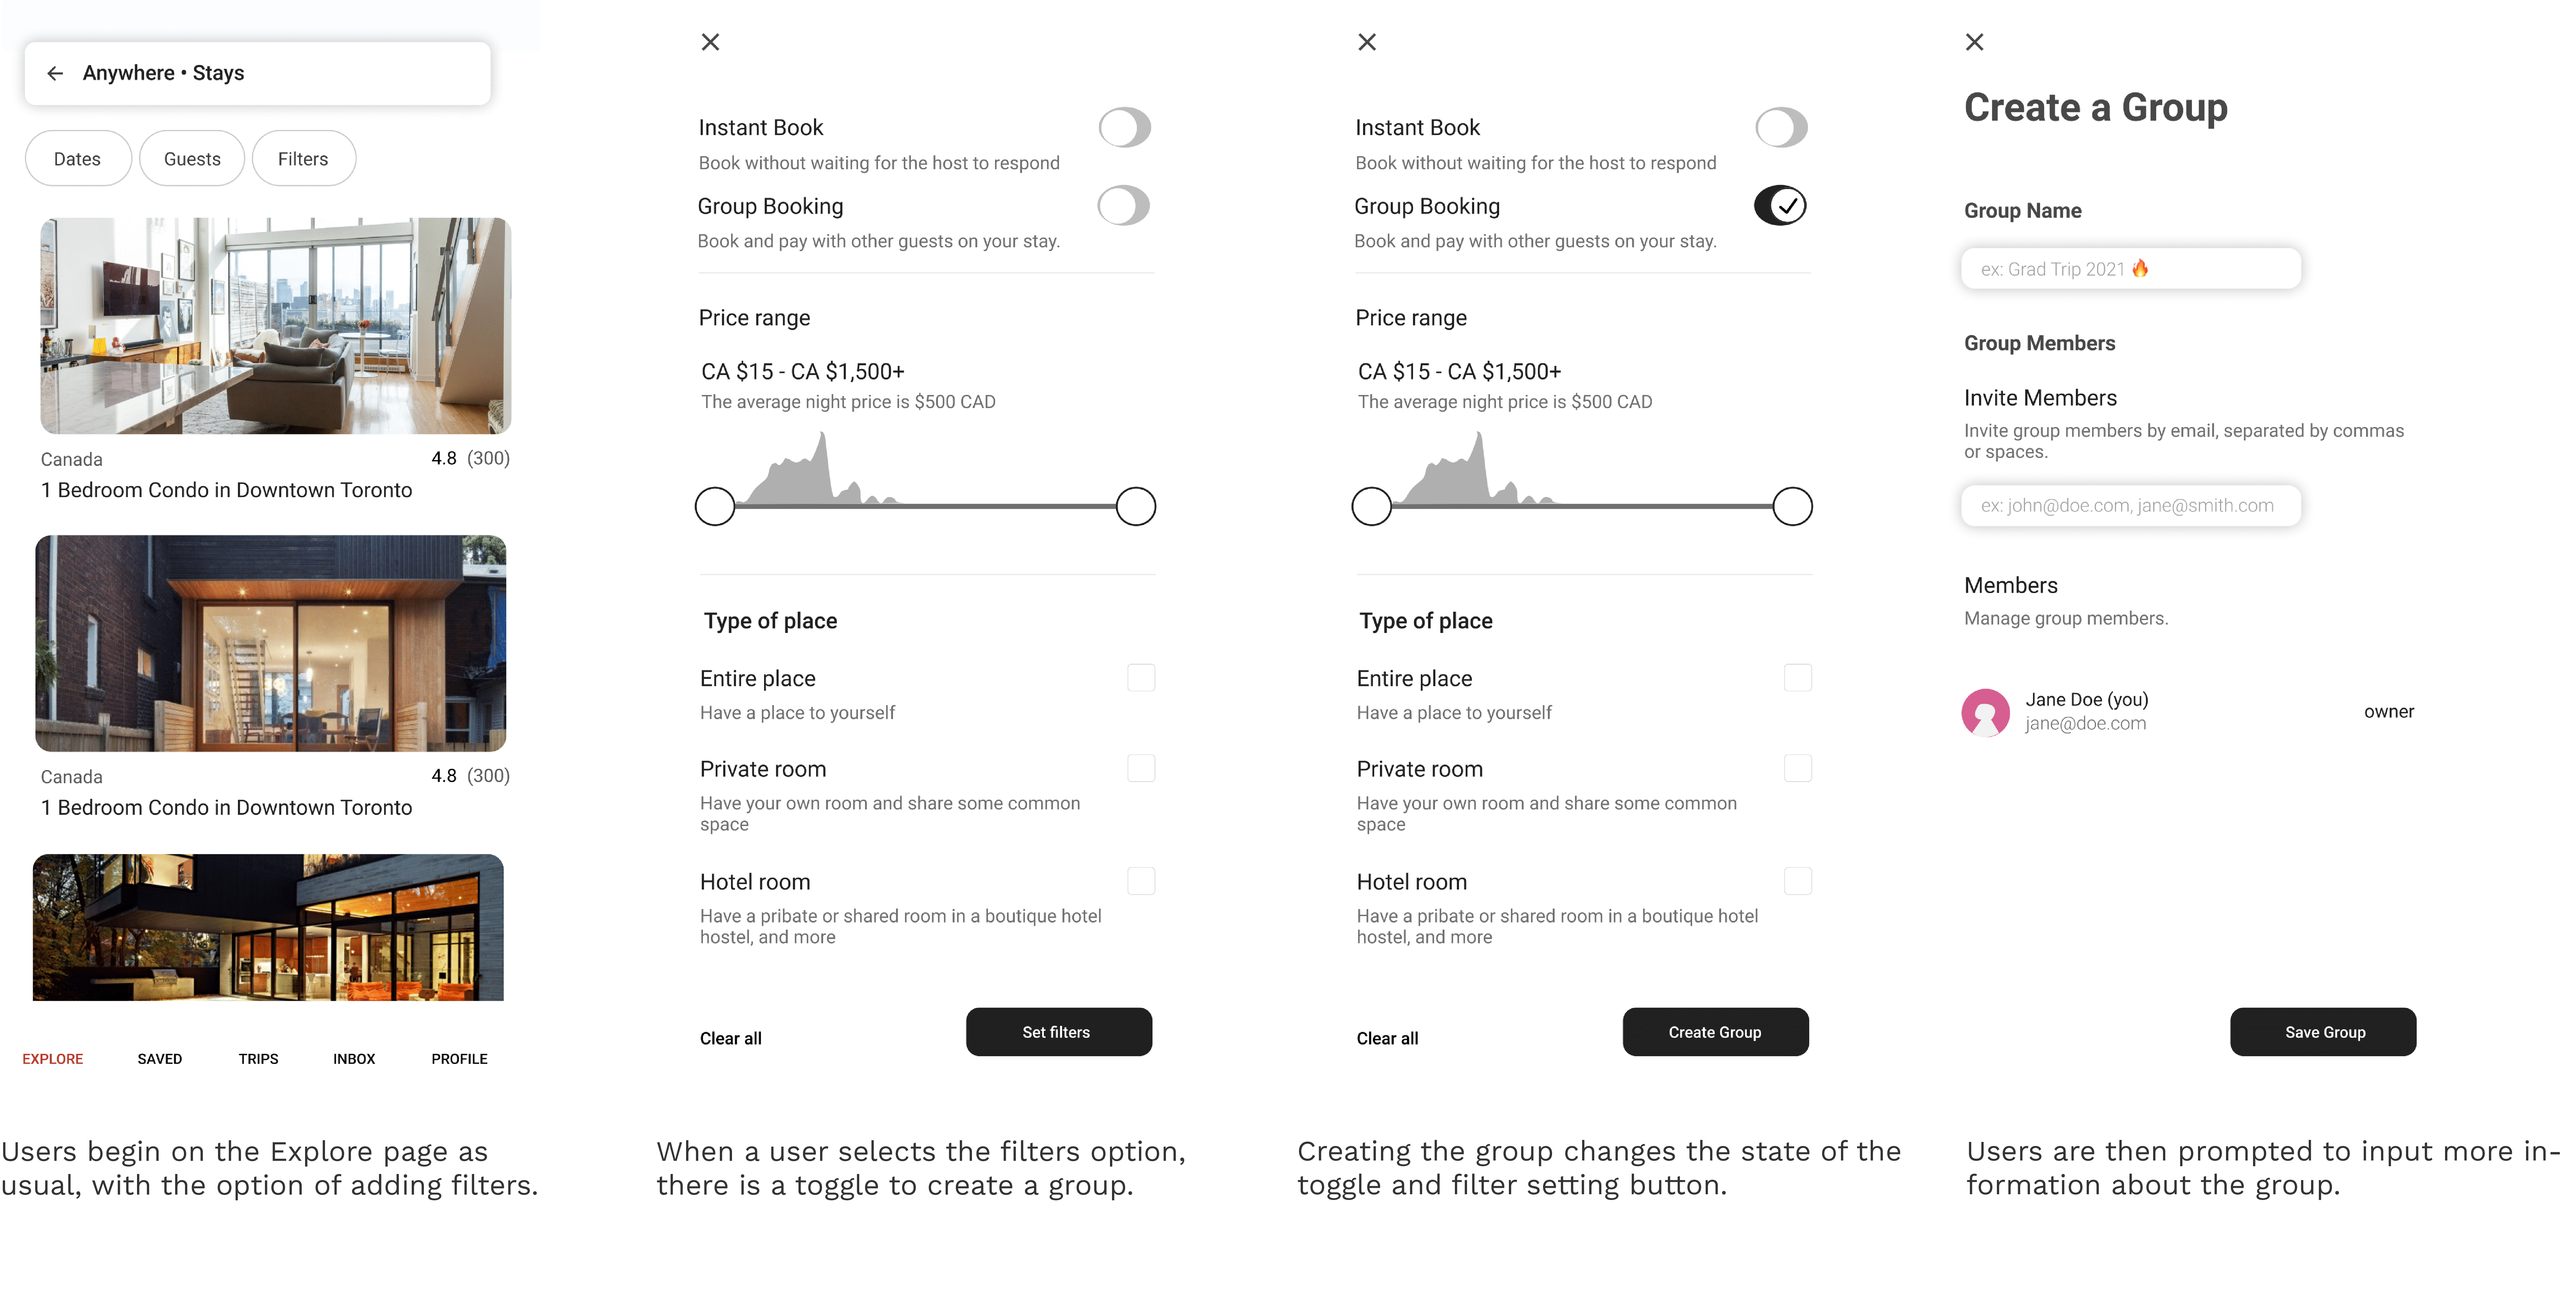 Anywhere • Stays
Dates
Guests
Filters
Canada
4.8 (300)
1 Bedroom Condo in Downtown Toronto
Canada
4.8 (300)
1 Bedroom Condo in Downtown Toronto
EXPLORE
SAVED
TRIPS
INBOX
PROFILE
Users begin on the Explore page as
usual, with the option of adding filters.
Instant Book
Book without waiting for the host to respond
Group Booking
Book and pay with other guests on your stay.
Price range
CA $15 - CA $1,500+
The average night price is $500 CAD
Type of place
Entire place
Have a place to yourself
Private room
Have your own room and share some common
space
Hotel room
Have a pribate or shared room in a boutique hotel
hostel, and more
Clear all
Set filters
When a user selects the filters option,
there is a toggle to create a group.
Instant Book
Book without waiting for the host to respond
Group Booking
Book and pay with other guests on your stay.
Price range
CA $15 - CA $1,500+
The average night price is $500 CAD
Type of place
Entire place
Have a place to yourself
Private room
Have your own room and share some common
space
Hotel room
Have a pribate or shared room in a boutique hotel
hostel, and more
Clear all
Create Group
Creating the group changes the state of the
toggle and filter setting button.
Create a Group
Group Name
ex: Grad Trip 2021 🔥
Group Members
Invite Members
Invite group members by email, separated by commas
or spaces.
ex: john@doe.com, jane@smith.com
Members
Manage group members.
Jane Doe (you)
jane@doe.com
owner
Save Group
Users are then prompted to input more in-
formation about the group.